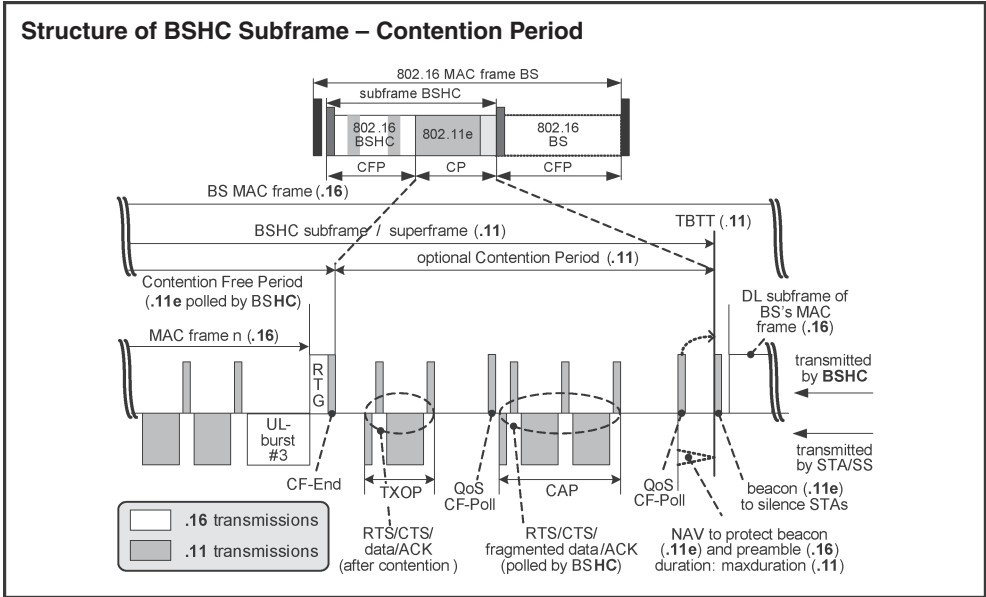 Structure of BSHC Subframe – Contention Period
802.16 MAC frame BS
subframe BSHC
802.16
BSHC
802.11e
802.16
BS
CFP
CP
CFP
BS MAC frame (.16)
TBTT (.11)
BSHC subframe / superframe (.11)
optional Contention Period (.11)
Contention Free Period
(.11e polled by BSHC)
DL subframe of
BS's MAC
frame (.16)
MAC frame n (.16)
R
T
G
transmitted
by BSHC
UL-
burst
#3
transmitted
by STA/SS
CF-End
TXOP
QoS
CF-Poll
CAP
QoS
CF-Poll
beacon (.11e)
to silence STAs
.16 transmissions
.11 transmissions
RTS/CTS/
data/ACK
(after contention )
RTS/CTS/
fragmented data/ACK
(polled by BSHC)
NAV to protect beacon
(.11e) and preamble (.16)
duration: maxduration (.11)